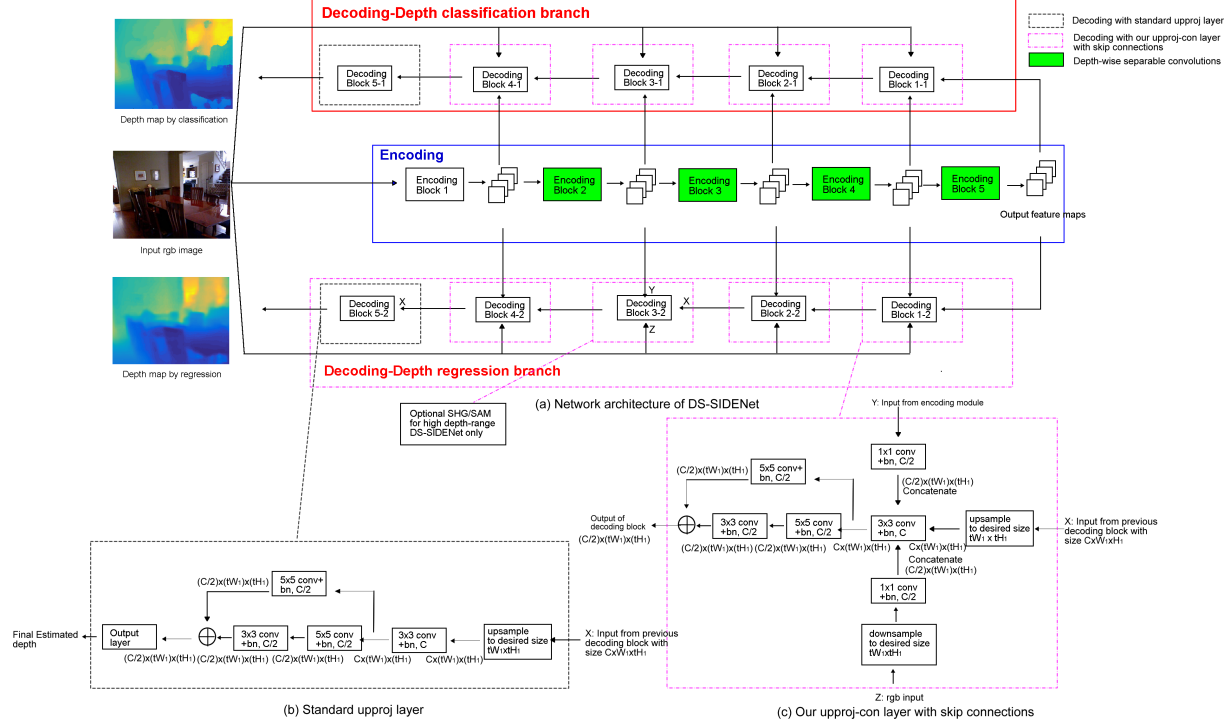 Decoding-Depth classification branch
Decoding with standard upproj layer
Decoding with our upproj-con layer
with skip connections
Depth-wise separable convolutions
Decoding
Block 5-1
Decoding
Block 4-1
Decoding
Block 3-1
Decoding
Block 2-1
Decoding
Block 1-1
Depth map by classification
Encoding
Encoding
Block 1
Encoding
Block 2
Encoding
Block 3
Encoding
Block 4
Encoding
Block 5
Output feature maps
Input rgb image
Decoding
Block 5-2
X
Decoding
Block 4-2
Y
Decoding
Block 3-2
Z
X
Decoding
Block 2-2
Decoding
Block 1-2
Depth map by regression
Decoding-Depth regression branch
(a) Network architecture of DS-SIDENet
Optional SHG/SAM
for high depth-range
DS-SIDENet only
Y: Input from encoding module
1x1 conv
+bn, C/2
(C/2)x(tW1)x(tH1)
Concatenate
(C/2)x(tW1)x(tH1)
5x5 conv+
bn, C/2
Output of
decoding block
(C/2)x(tW1)x(tH1)
3x3 conv
+bn, C/2
5x5 conv
+bn, C/2
3x3 conv
+bn, C
upsample
to desired size
tW1 x tH1
X: Input from previous
decoding block with
size CxW1xH1
(C/2)x(tW1)x(tH1)
(C/2)x(tW1)x(tH1)
Cx(tW1)x(tH1)
Cx(tW1)x(tH1)
Concatenate
(C/2)x(tW1)x(tH1)
1x1 conv
+bn, C/2
downsample
to desired size
tW1xtH1
Z: rgb input
(c) Our upproj-con layer with skip connections
(C/2)x(tW1)x(tH1)
5x5 conv+
bn, C/2
Final Estimated
depth
Output
layer
3x3 conv
+bn, C/2
5x5 conv
+bn, C/2
3x3 conv
+bn, C
upsample
to desired size
tW1xtH1
X: Input from previous
decoding block with
size CxW1xH1
(C/2)x(tW1)x(tH1)
(C/2)x(tW1)x(tH1)
(C/2)x(tW1)x(tH1)
Cx(tW1)x(tH1)
Cx(tW1)x(tH1)
(b) Standard upproj layer